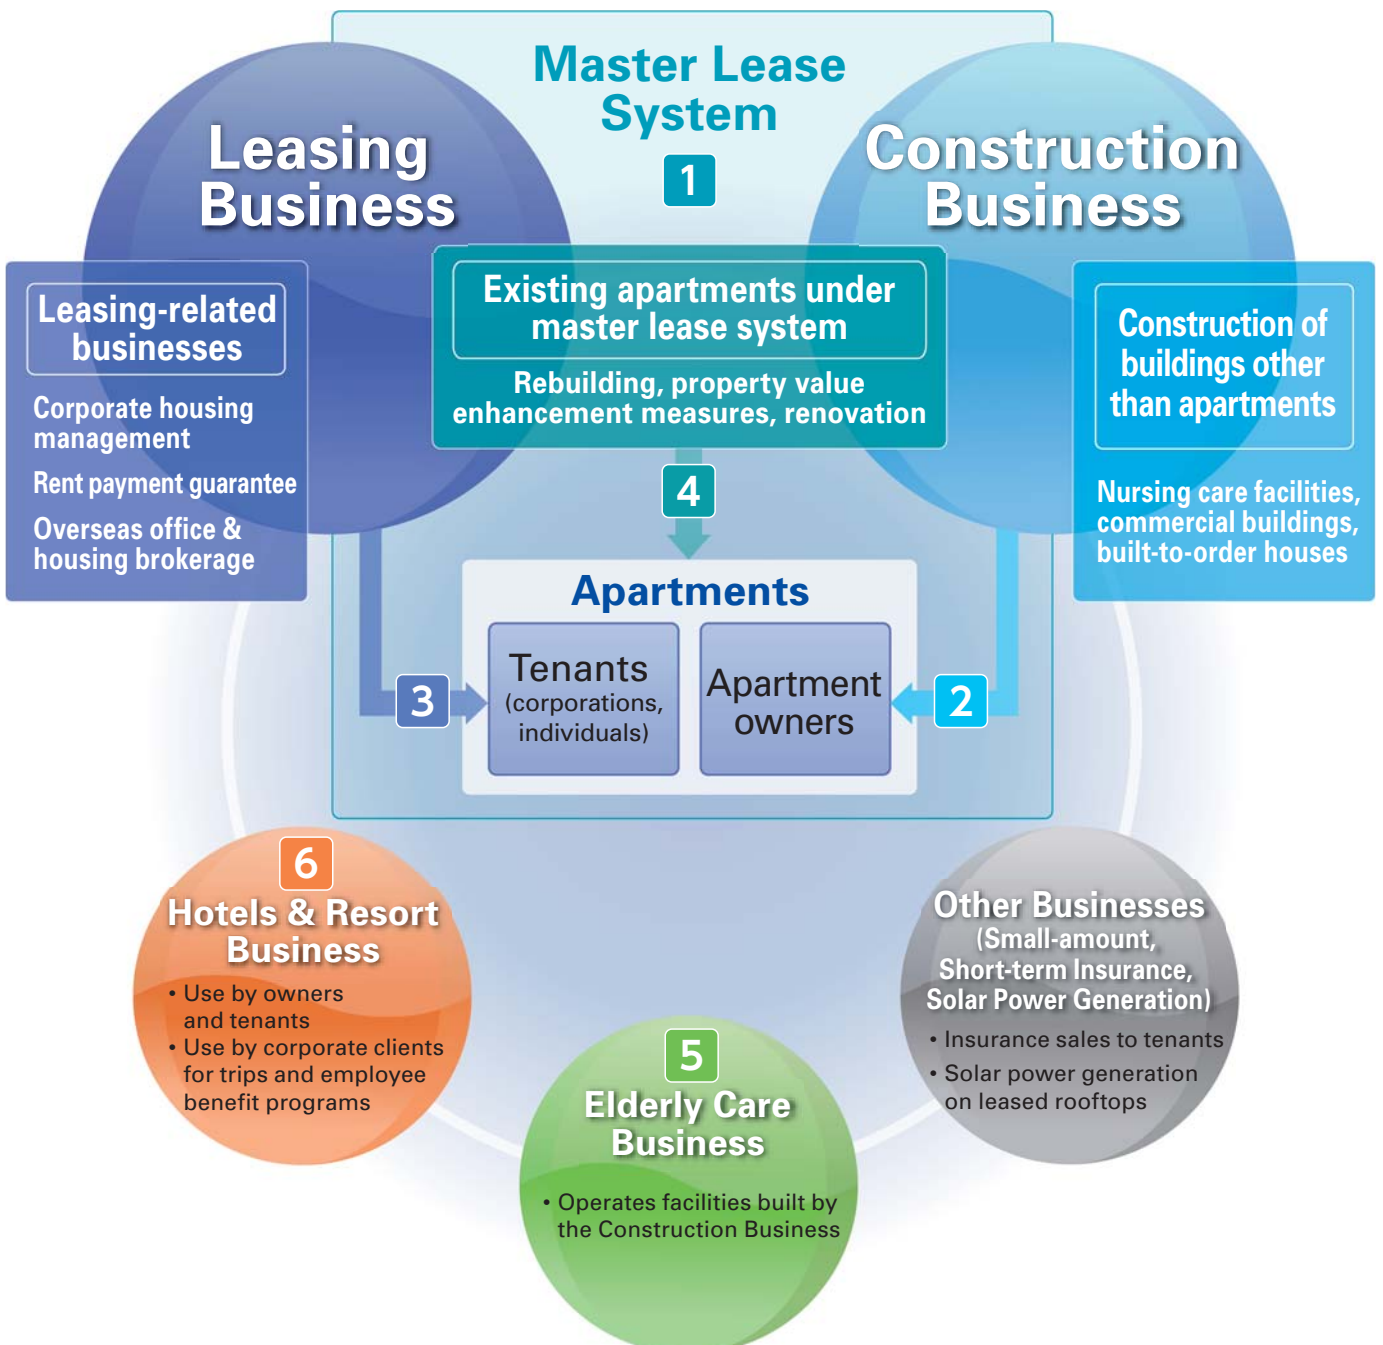 Master Lease
System
1
Leasing
Business
Construction
Business
Leasing-related
businesses
Corporate housing
management
Rent payment guarantee
Overseas office &
housing brokerage
Existing apartments under
master lease system
Rebuilding, property value
enhancement measures, renovation
Construction of
buildings other
than apartments
Nursing care facilities,
commercial buildings,
built-to-order houses
4
Apartments
Tenants
(corporations,
individuals)
Apartment
owners
3
2
6
Hotels & Resort
Business
• Use by owners
and tenants
• Use by corporate clients
for trips and employee
benefit programs
5
Elderly Care
Business
• Operates facilities built by
the Construction Business
Other Businesses
(Small-amount,
Short-term Insurance,
Solar Power Generation)
• Insurance sales to tenants
• Solar power generation
on leased rooftops